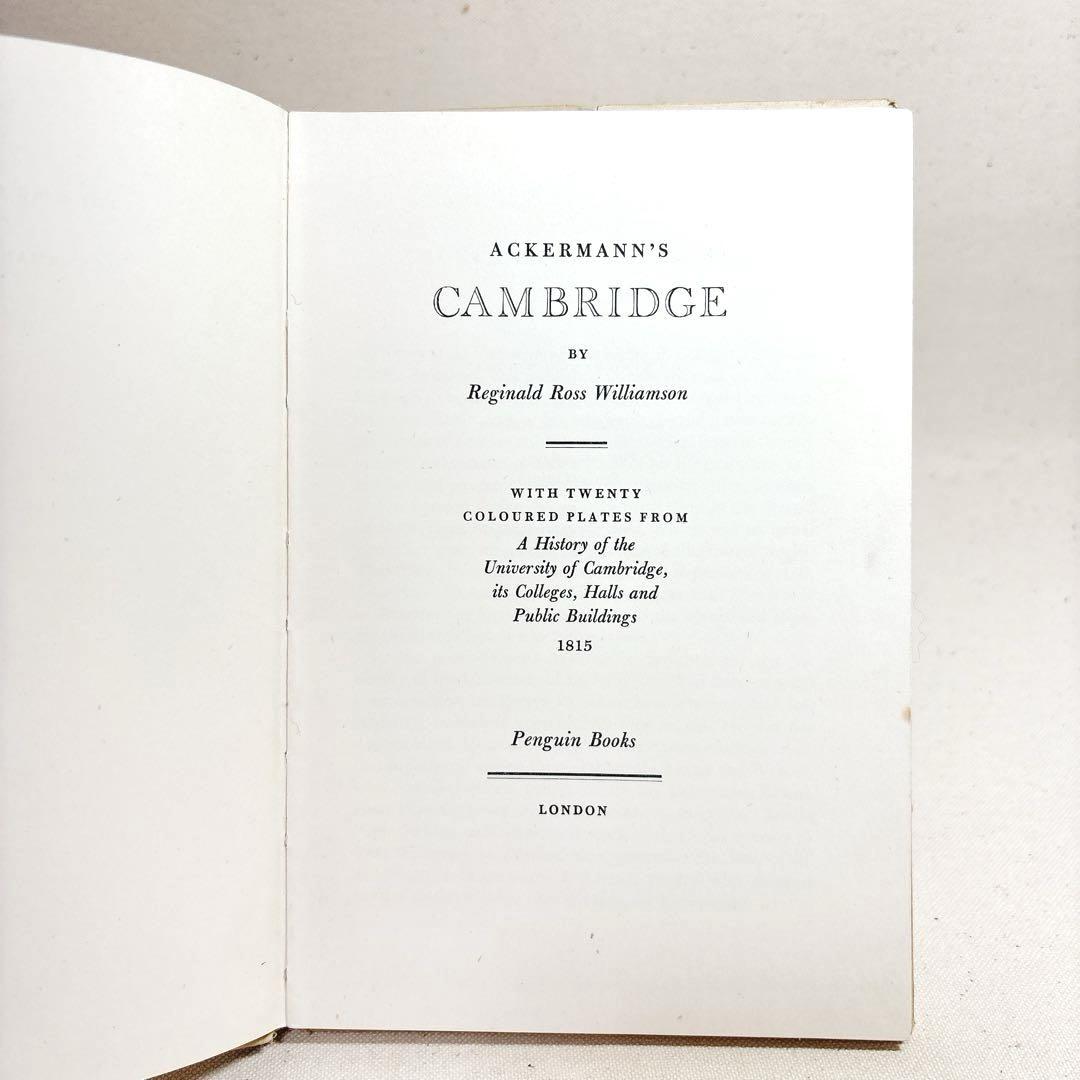 ACKERMANN'S
CAMBRIDGE
BY
Reginald Ross Williamson
WITH TWENTY
COLOURED PLATES FROM
A History of the
University of Cambridge,
its Colleges, Halls and
Public Buildings
1815
Penguin Books
LONDON